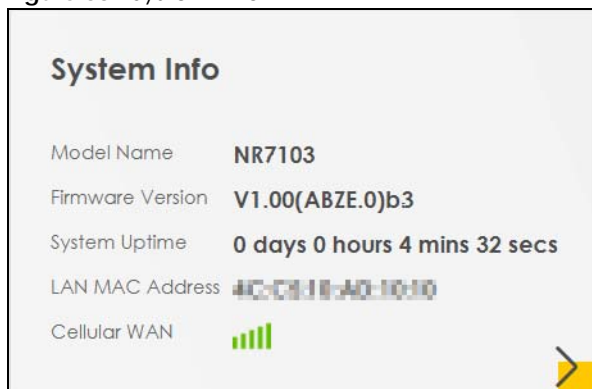 System Info
Model Name NR7103
Firmware Version V1.00(ABZE.0)b3
System Uptime 0 days 0 hours 4 mins 32 secs
LAN MAC Address
Cellular WAN